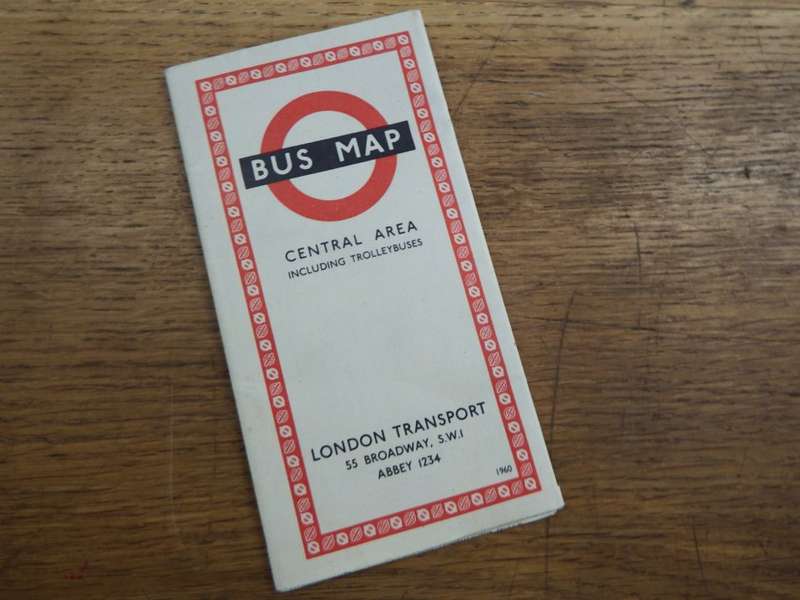 BUS MAP
CENTRAL AREA
INCLUDING TROLLEYBUSES
LONDON TRANSPORT
55 BROADWAY, S.W.1
ABBEY 1234
1960